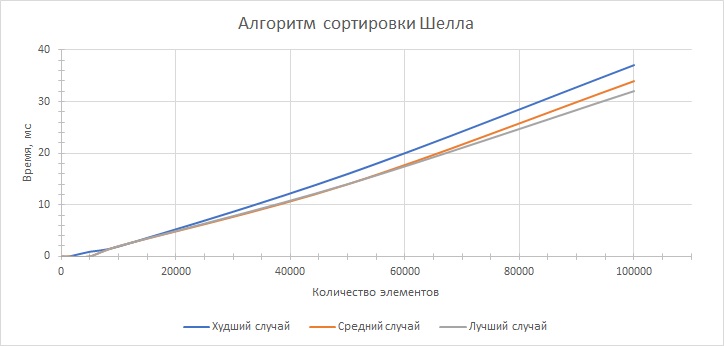 Алгоритм сортировки Шелла
40
30
20
10
0
Время, мс
0 20000 40000 60000 80000 100000
Количество элементов
Худший случай Средний случай Лучший случай